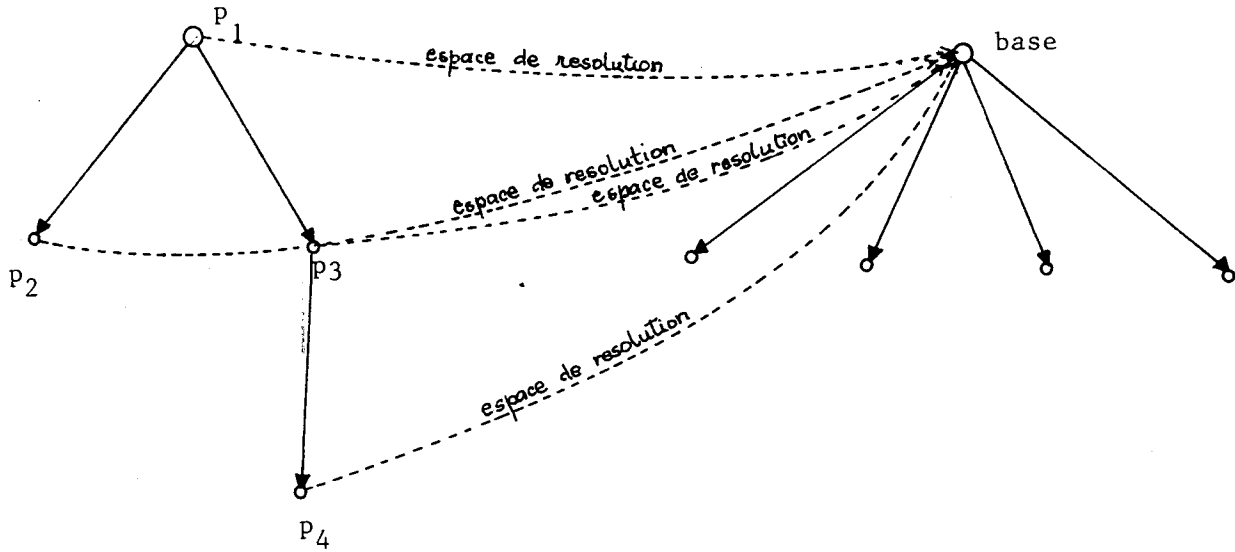 p1
base
espace de resolution
espace de resolution
espace de resolution
p2
p3
espace de resolution
p4